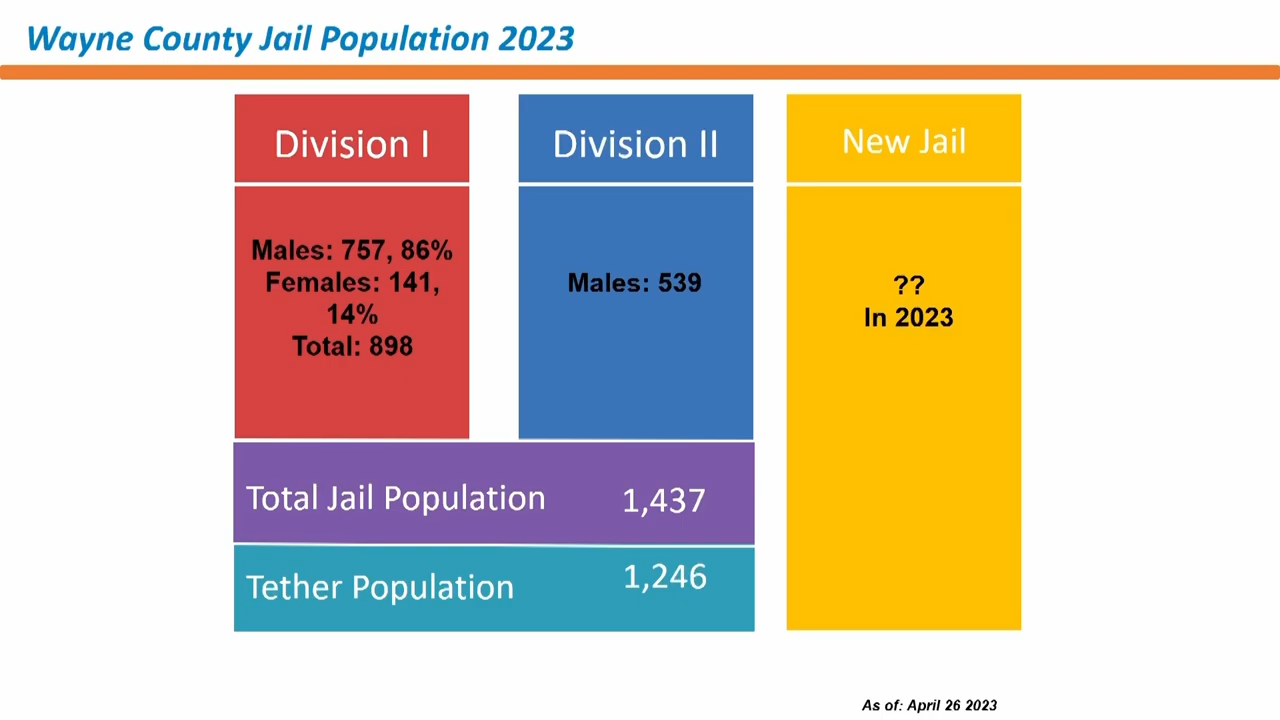 Wayne County Jail Population 2023
Division I
Males: 757, 86%
Females: 141,
14%
Total: 898
Division II
Males: 539
New Jail
??
In 2023
Total Jail Population 1,437
Tether Population 1,246
As of: April 26 2023